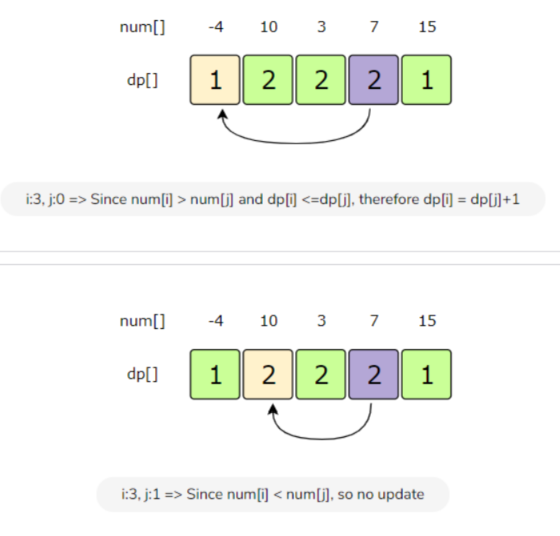 num[] -4 10 3 7 15
dp[] 1 2 2 2 1
i:3, j:0 => Since num[i] > num[j] and dp[i] <=dp[j], therefore dp[i] = dp[j]+1
num[] -4 10 3 7 15
dp[] 1 2 2 2 1
i:3, j:1 => Since num[i] < num[j], so no update